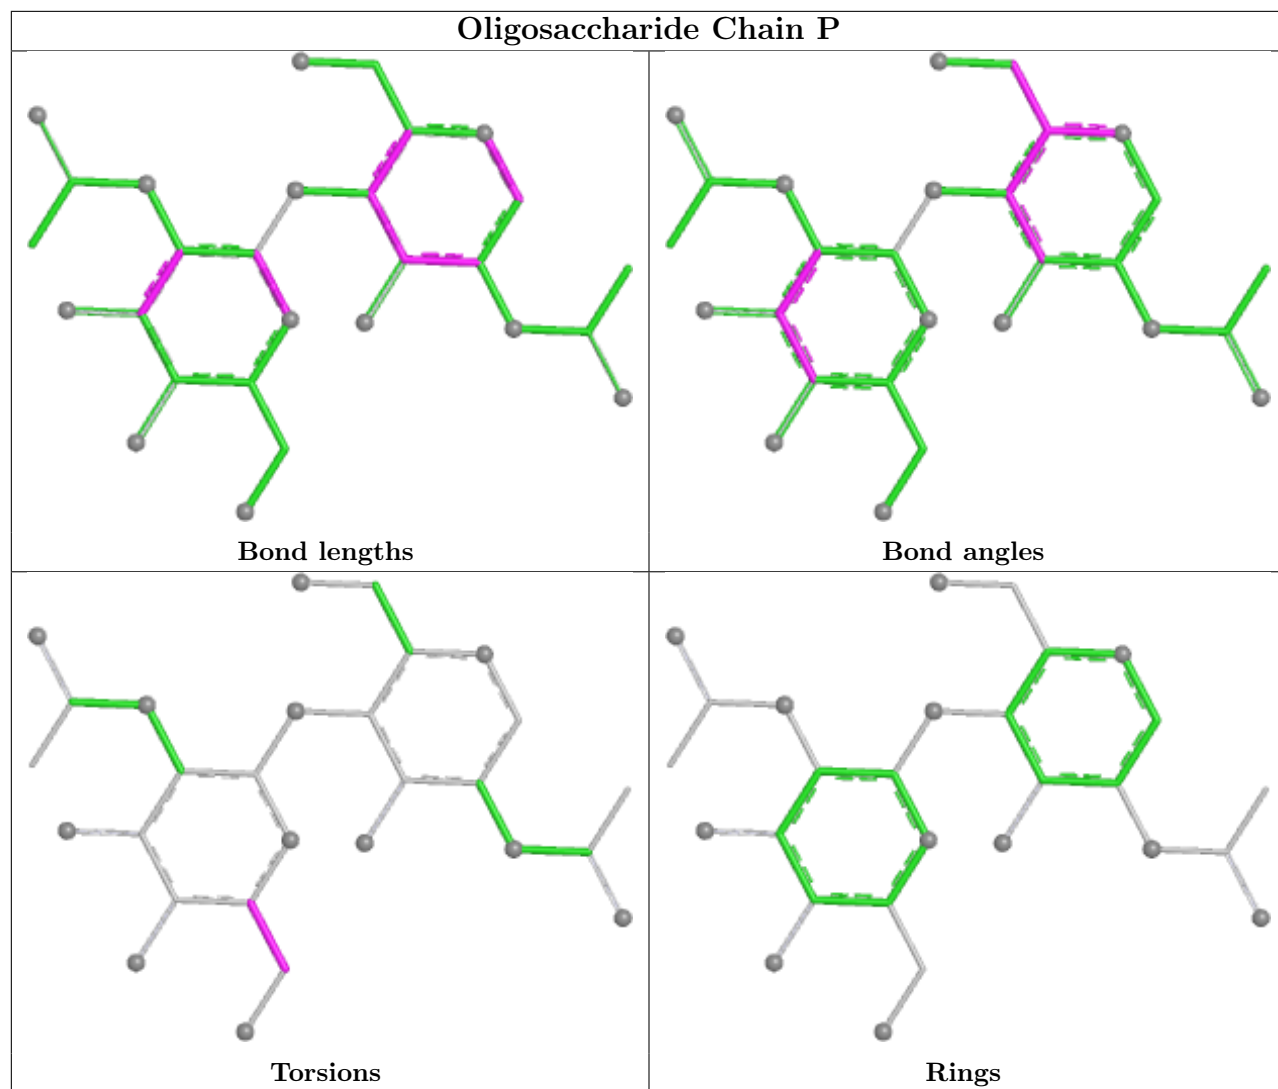 Oligosaccharide Chain P
Bond lengths
Bond angles
Torsions
Rings